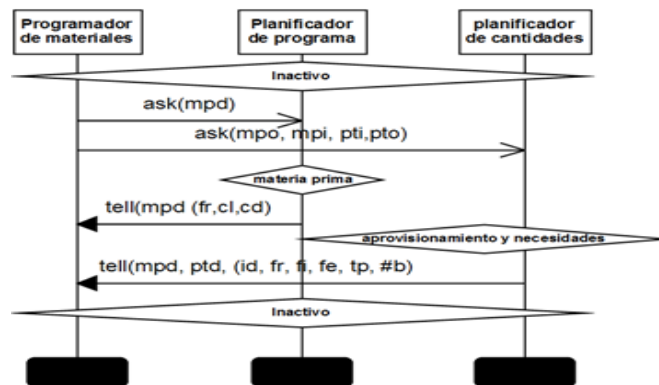 Programador
de materiales
Planificador
de programa
planificador
de cantidades
Inactivo
ask(mpd)
ask(mpo, mpi, pti,pto)
materia prima
tell(mpd (fr,cl,cd)
aprovisionamiento y necesidades
tell(mpd, ptd, (id, fr, fi, fe, tp, #b)
Inactivo